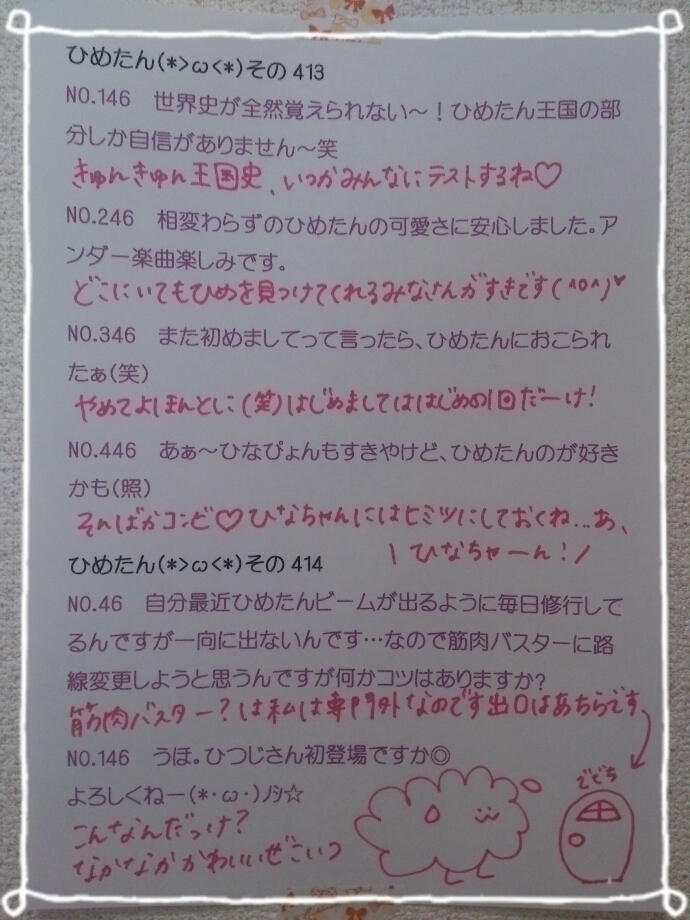 ひめたん(*>ω<*)その413
NO.146　世界史が全然覚えられない～！ひめたん王国の部
分しか自信がありません～笑
きゅんきゅん王国史、いつかみんなにテストするね♡
NO.246　相変わらずのひめたんの可愛さに安心しました。ア
ンダー楽曲楽しみです。
どこにいてもひめを見つけてくれるみなさんがすきです(^o^)♥
NO.346　また初めましてって言ったら、ひめたんにおこられ
たぁ(笑)
やめてよほんとに(笑)はじめましてははじめの1回だーけ！
NO.446　あぁ～ひなぴょんもすきやけど、ひめたんのが好き
かも(照)
そんばかコンビ♡ひなちゃんにはヒミツにしておくね…あ、
\ひなちゃーん！/
ひめたん(*>ω<*)その414
NO.46　自分最近ひめたんビームが出るように毎日修行して
るんですが一向に出ないんです…なので筋肉バスターに路
線変更しようと思うんですが何かコツはありますか?
筋肉バスター？は私は専門外なのです出口はあちらです
NO.146　うほ。ひつじさん初登場ですか◎
よろしくねー(*･ω･)ﾉｼ☆
でぐち
こんなんだっけ？
なかなかかわいいぜこいつ